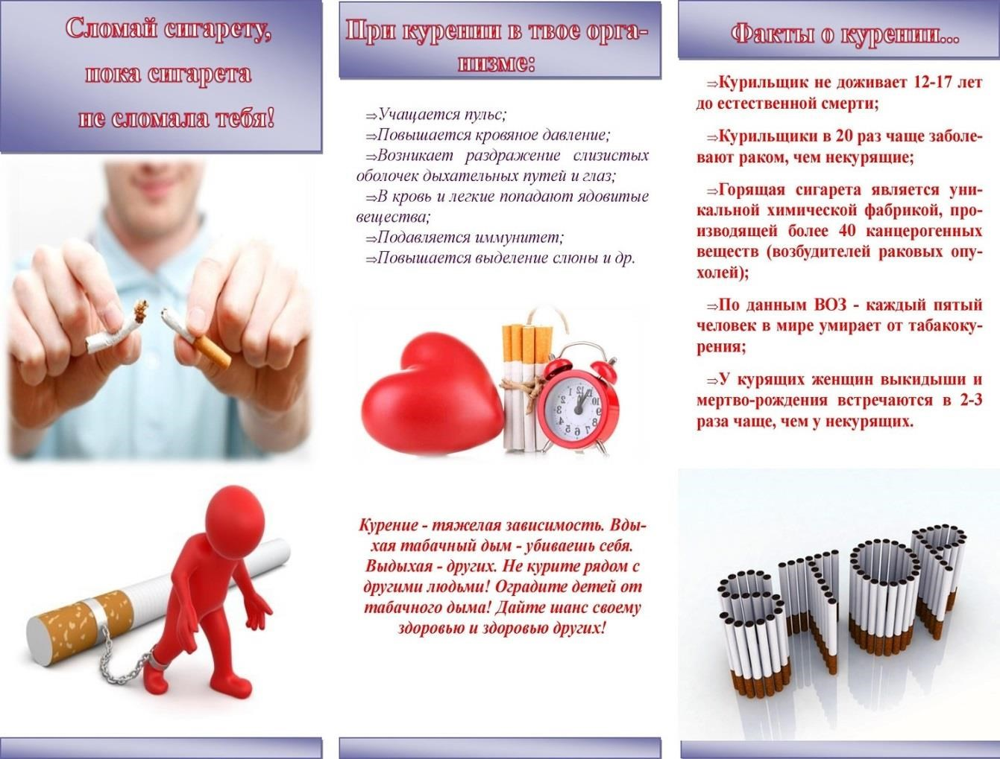 Сломай сигарету,
пока сигарета
не сломала тебя!
При курении в твое орга-
низме:
⇒Учащается пульс;
⇒Повышается кровяное давление;
⇒Возникает раздражение слизистых
оболочек дыхательных путей и глаз;
⇒В кровь и легкие попадают ядовитые
вещества;
⇒Подавляется иммунитет;
⇒Повышается выделение слюны и др.
Курение - тяжелая зависимость. Вды-
хая табачный дым - убиваешь себя.
Выдыхая - других. Не курите рядом с
другими людьми! Оградите детей от
табачного дыма! Дайте шанс своему
здоровью и здоровью других!
Факты о курении...
⇒Курильщик не доживает 12-17 лет
до естественной смерти;
⇒Курильщики в 20 раз чаще заболе-
вают раком, чем некурящие;
⇒Горящая сигарета является уни-
кальной химической фабрикой, про-
изводящей более 40 канцерогенных
веществ (возбудителей раковых опу-
холей);
⇒По данным ВОЗ - каждый пятый
человек в мире умирает от табакоку-
рения;
⇒У курящих женщин выкидыши и
мертво-рождения встречаются в 2-3
раза чаще, чем у некурящих.
STOP